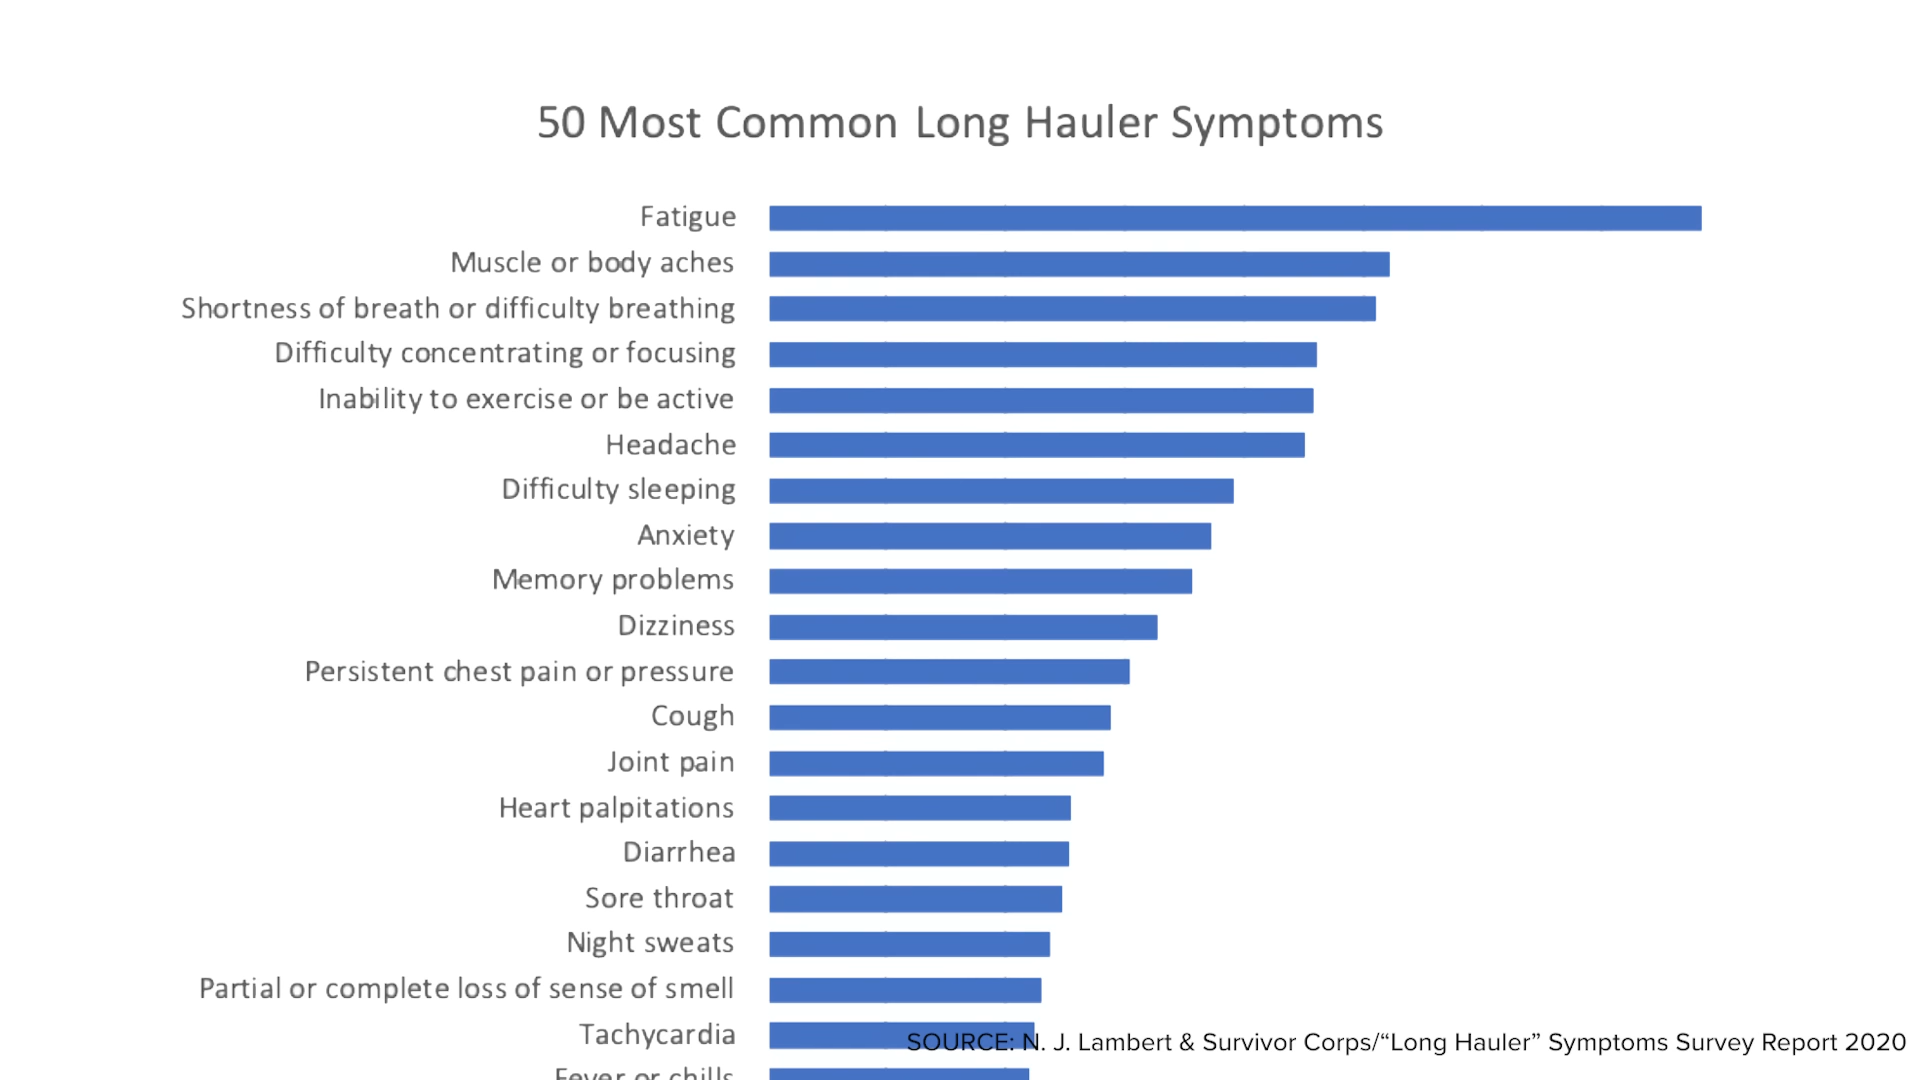 50 Most Common Long Hauler Symptoms
Fatigue
Muscle or body aches
Shortness of breath or difficulty breathing
Difficulty concentrating or focusing
Inability to exercise or be active
Headache
Difficulty sleeping
Anxiety
Memory problems
Dizziness
Persistent chest pain or pressure
Cough
Joint pain
Heart palpitations
Diarrhea
Sore throat
Night sweats
Partial or complete loss of sense of smell
Tachycardia
SOURCE: N. J. Lambert & Survivor Corps/“Long Hauler” Symptoms Survey Report 2020
Fever or chills